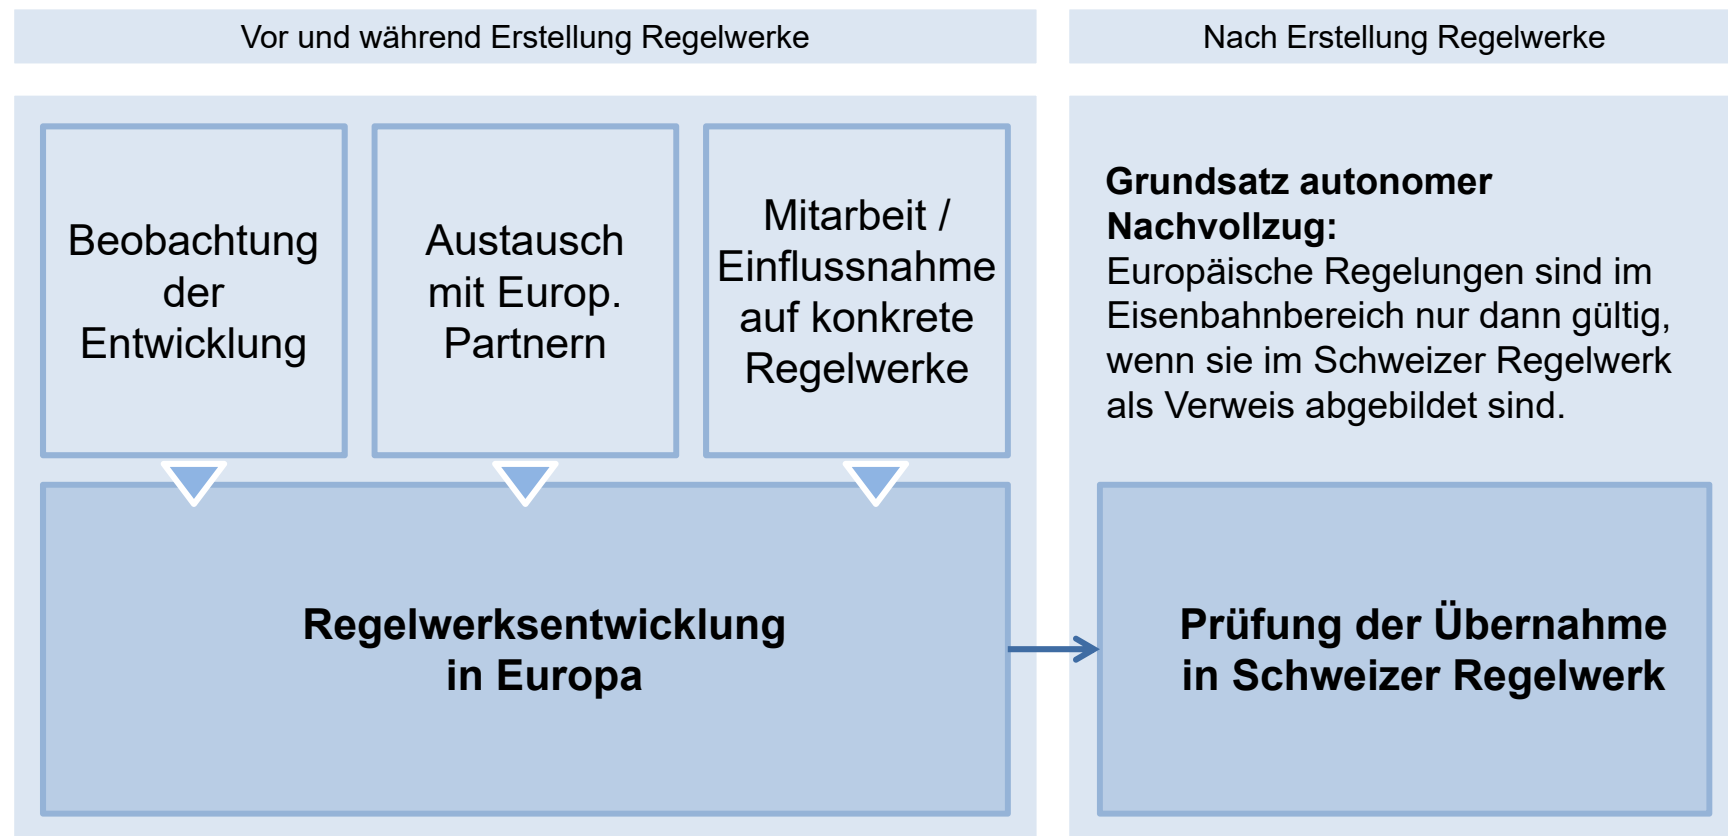 Vor und während Erstellung Regelwerke
Nach Erstellung Regelwerke
Beobachtung
der
Entwicklung
Austausch
mit Europ.
Partnern
Mitarbeit /
Einflussnahme
auf konkrete
Regelwerke
Grundsatz autonomer
Nachvollzug:
Europäische Regelungen sind im
Eisenbahnbereich nur dann gültig,
wenn sie im Schweizer Regelwerk
als Verweis abgebildet sind.
Regelwerksentwicklung
in Europa
Prüfung der Übernahme
in Schweizer Regelwerk